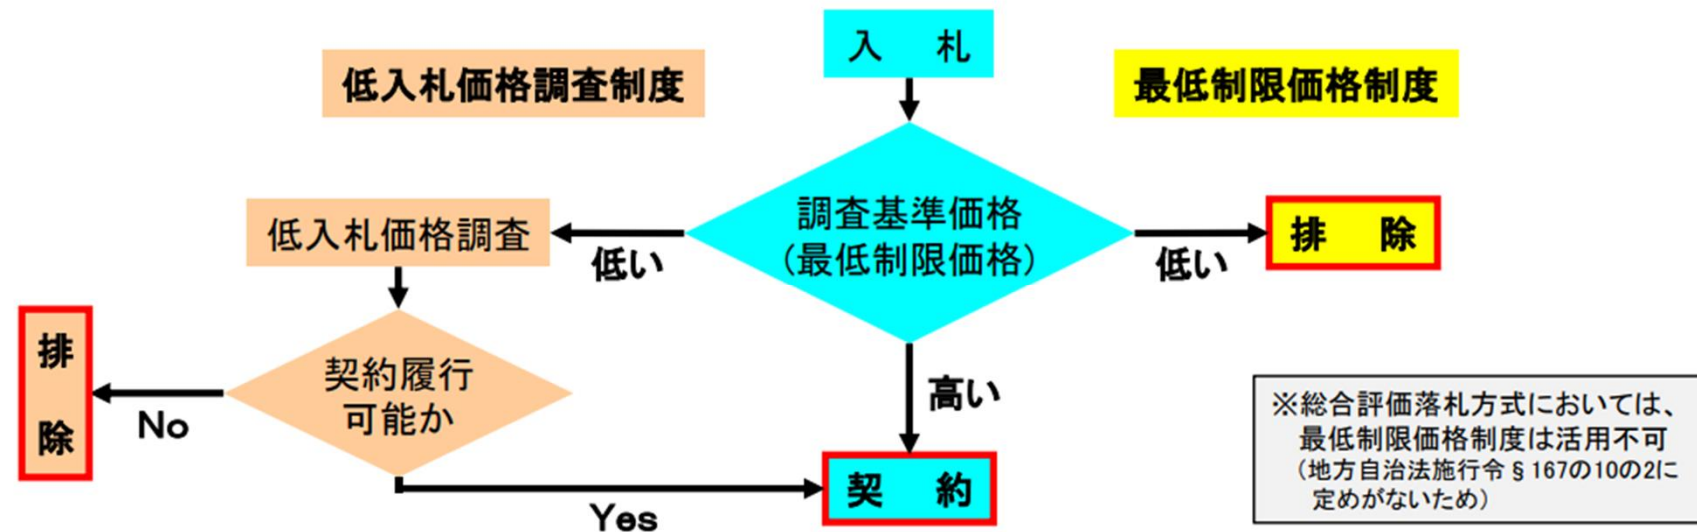 入　札
低入札価格調査制度
最低制限価格制度
調査基準価格
(最低制限価格)
低入札価格調査
低い
低い
排　除
高い
契約履行
可能か
排
除
No
Yes
契　約
※総合評価落札方式においては、
最低制限価格制度は活用不可
（地方自治法施行令§167の10の2に
定めがないため）